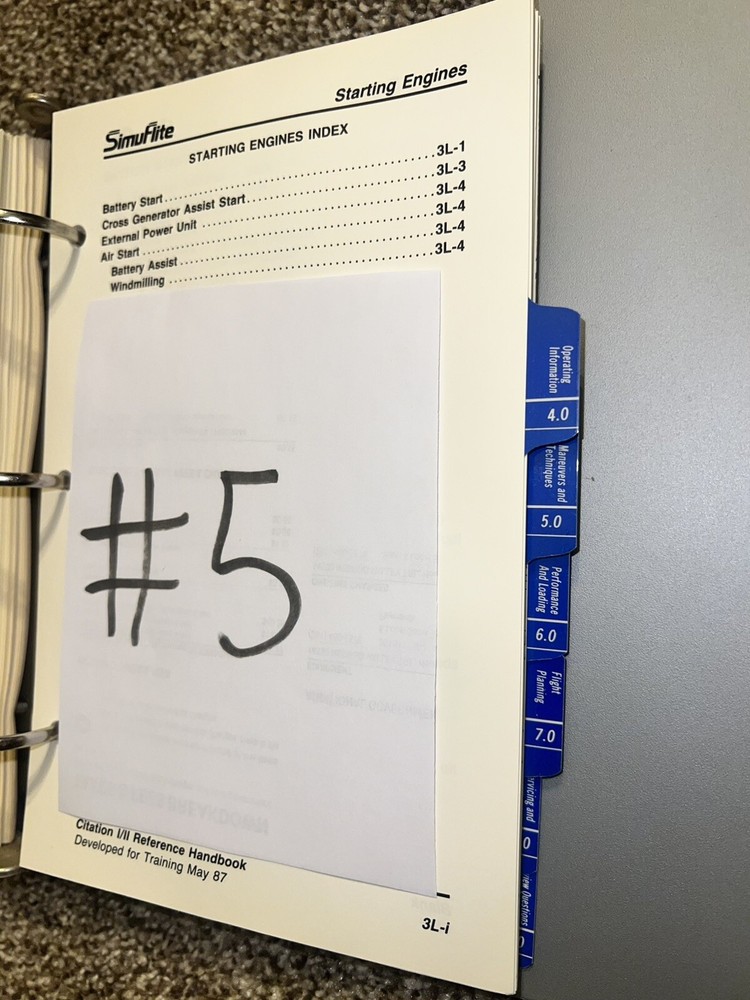 Starting Engines
SimuFlite
STARTING ENGINES INDEX
Battery Start.....................................................3L-1
Cross Generator Assist Start.....................................3L-3
External Power Unit .............................................3L-4
Air Start .......................................................3L-4
Battery Assist ..................................................3L-4
Windmilling .....................................................3L-4
#5
Citation I/II Reference Handbook
Developed for Training May 87
3L-i
Operating
Information
4.0
Maneuvers and
Techniques
5.0
Performance
And Loading
6.0
Flight
Planning
7.0
and
Questions